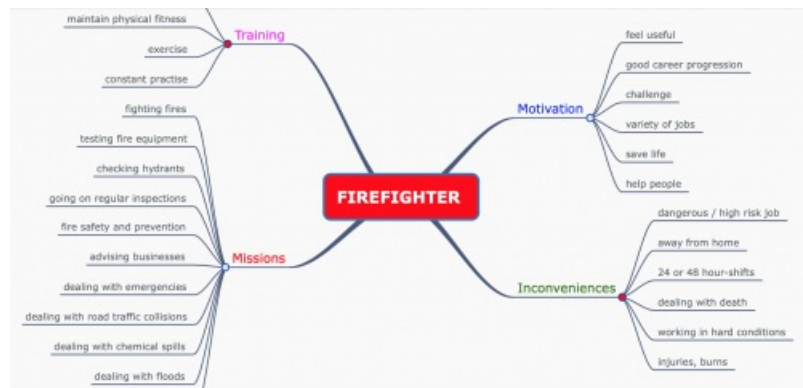 maintain physical fitness
exercise
constant practise
Training
fighting fires
testing fire equipment
checking hydrants
going on regular inspections
fire safety and prevention
advising businesses
dealing with emergencies
dealing with road traffic collisions
dealing with chemical spills
dealing with floods
Missions
FIREFIGHTER
Motivation
feel useful
good career progression
challenge
variety of jobs
save life
help people
Inconveniences
dangerous / high risk job
away from home
24 or 48 hour-shifts
dealing with death
working in hard conditions
injuries, burns